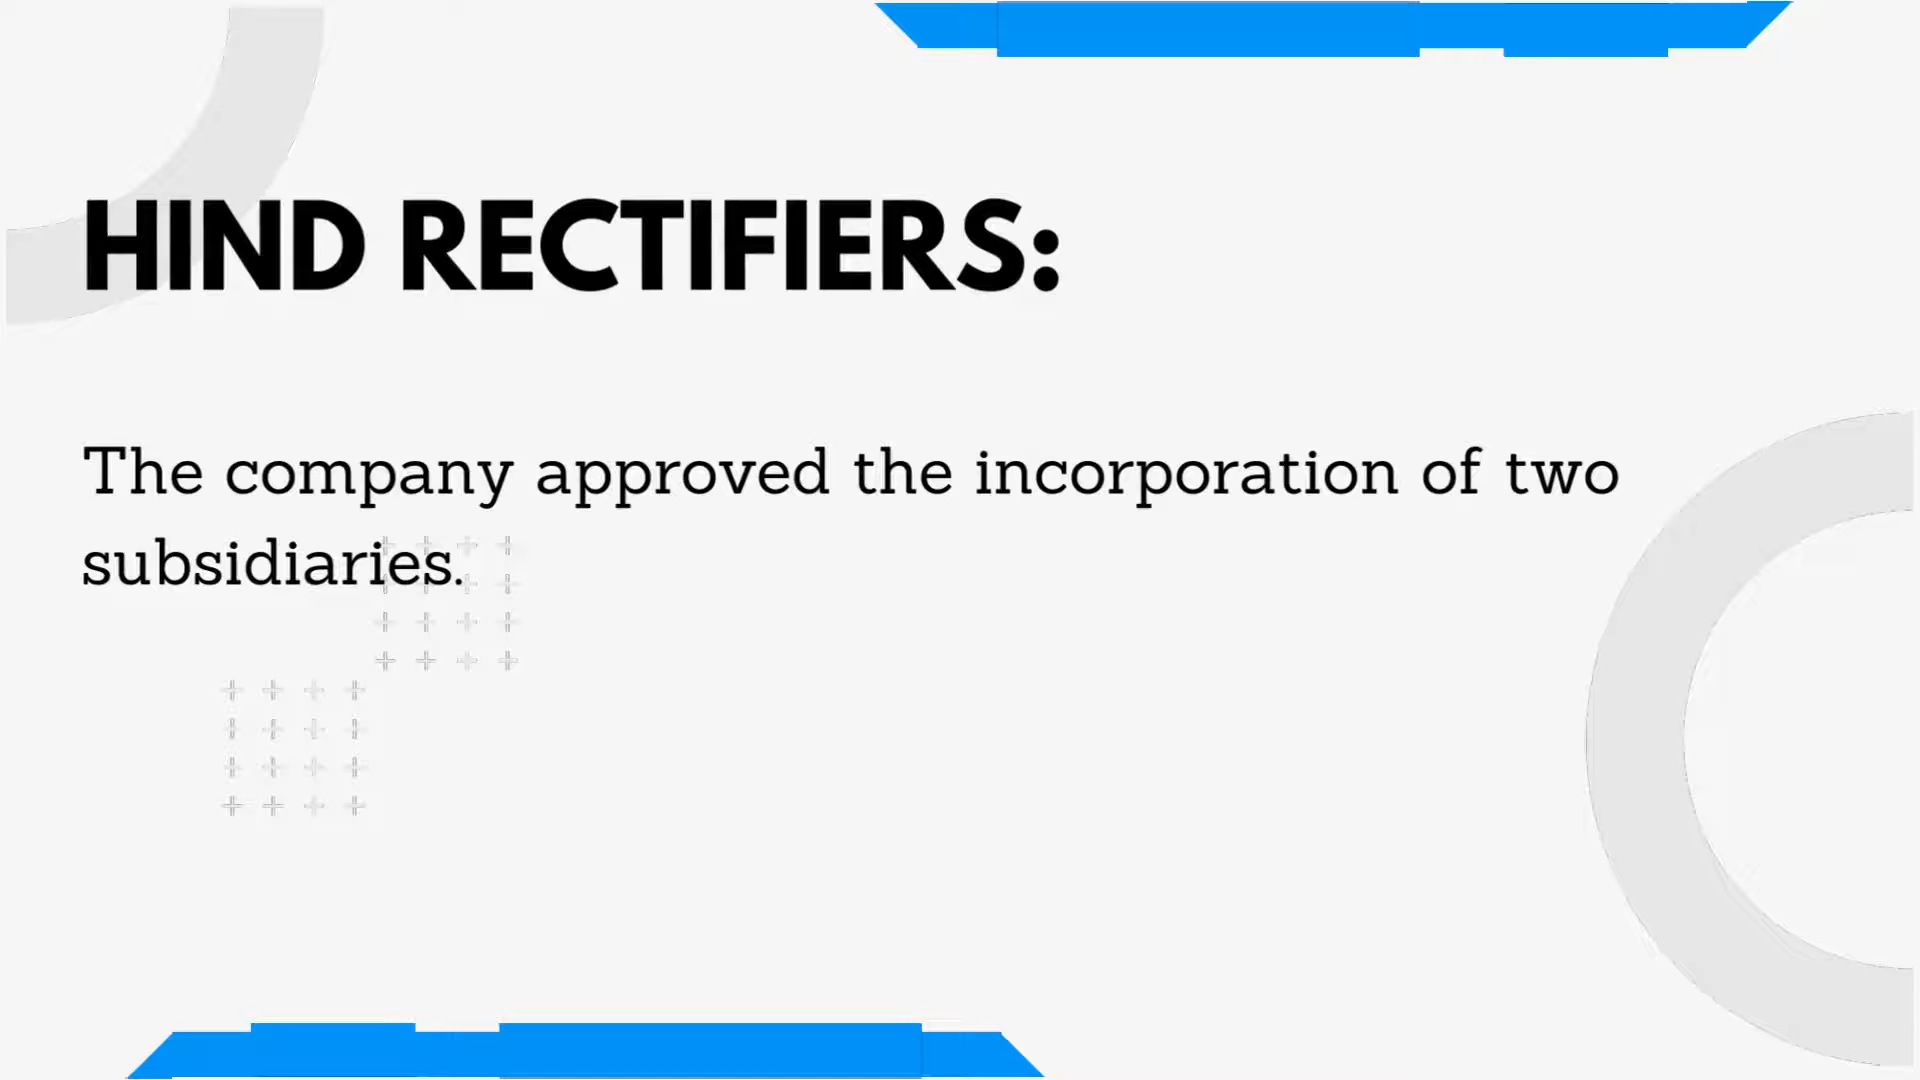 HIND RECTIFIERS:
The company approved the incorporation of two
subsidiaries.